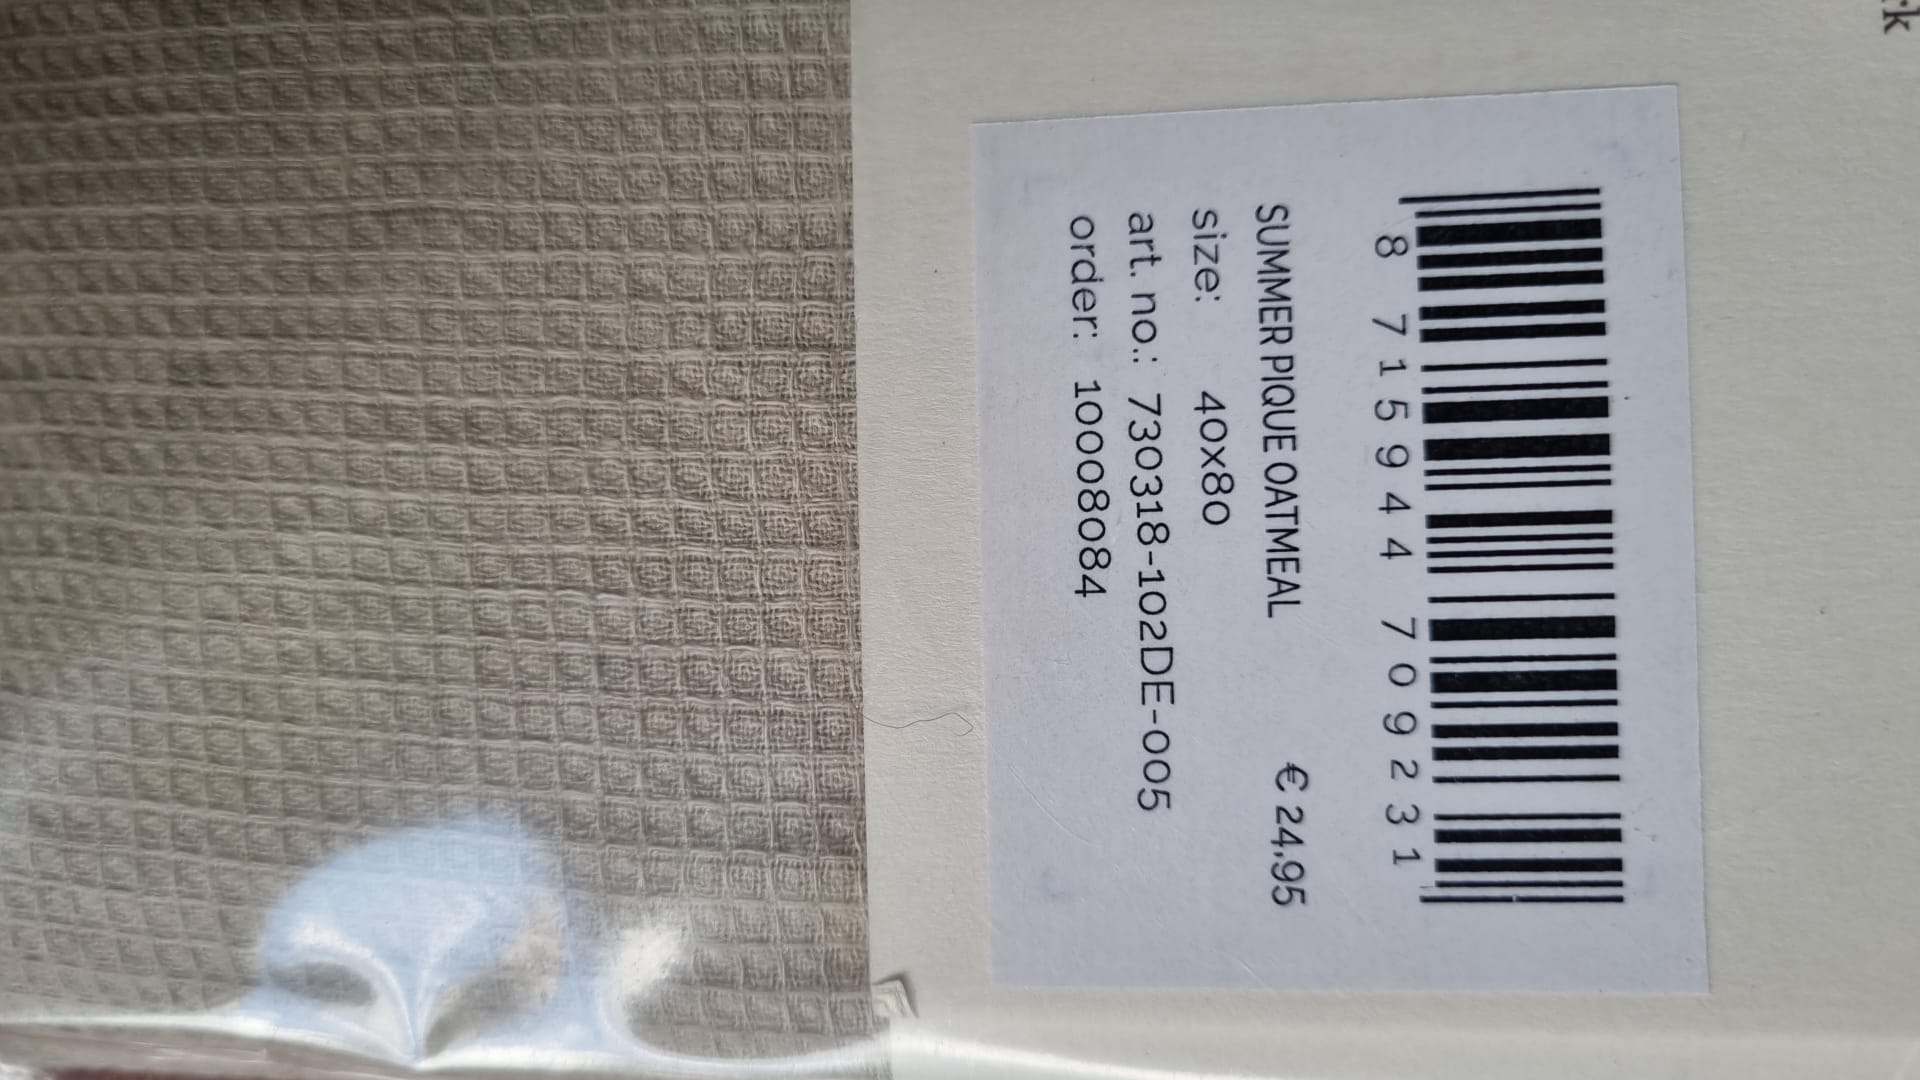 8 715944 709231
SUMMER PIQUE OATMEAL € 24,95
size: 40x80
art. no.: 730318-102DE-005
order: 10008084